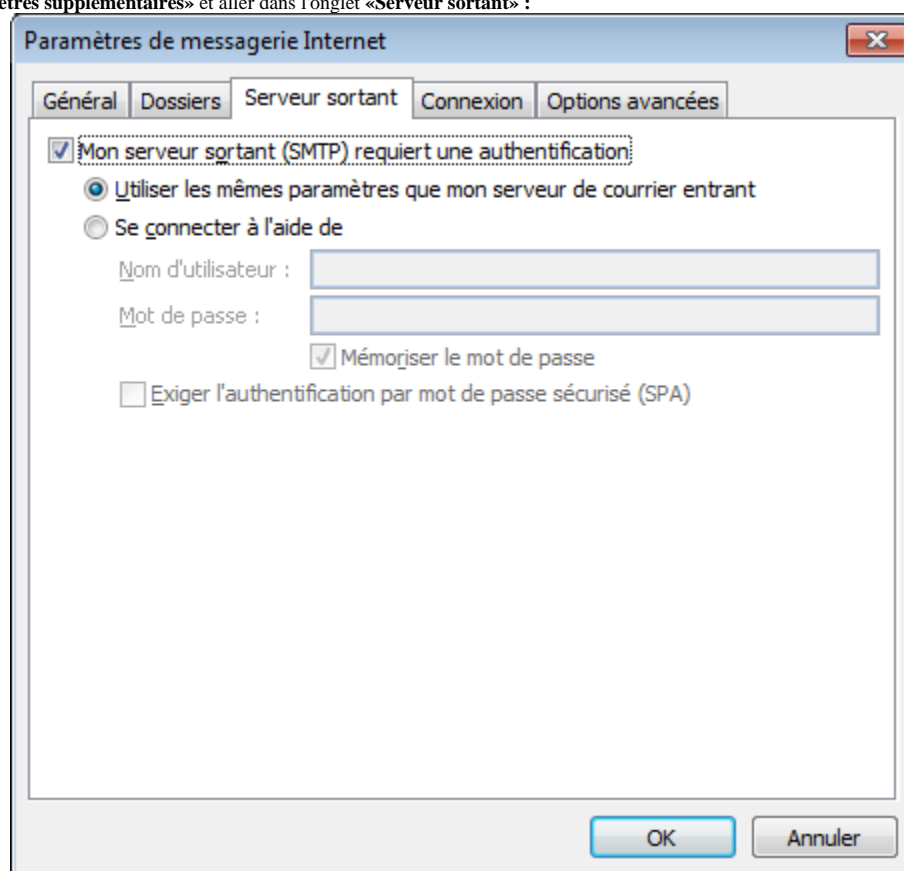 ètres supplémentaires» et aller dans l'onglet «Serveur sortant» :
Paramètres de messagerie Internet
Général Dossiers Serveur sortant Connexion Options avancées
Mon serveur sortant (SMTP) requiert une authentification
Utiliser les mêmes paramètres que mon serveur de courrier entrant
Se connecter à l'aide de
Nom d'utilisateur :
Mot de passe :
Mémoriser le mot de passe
Exiger l'authentification par mot de passe sécurisé (SPA)
OK Annuler